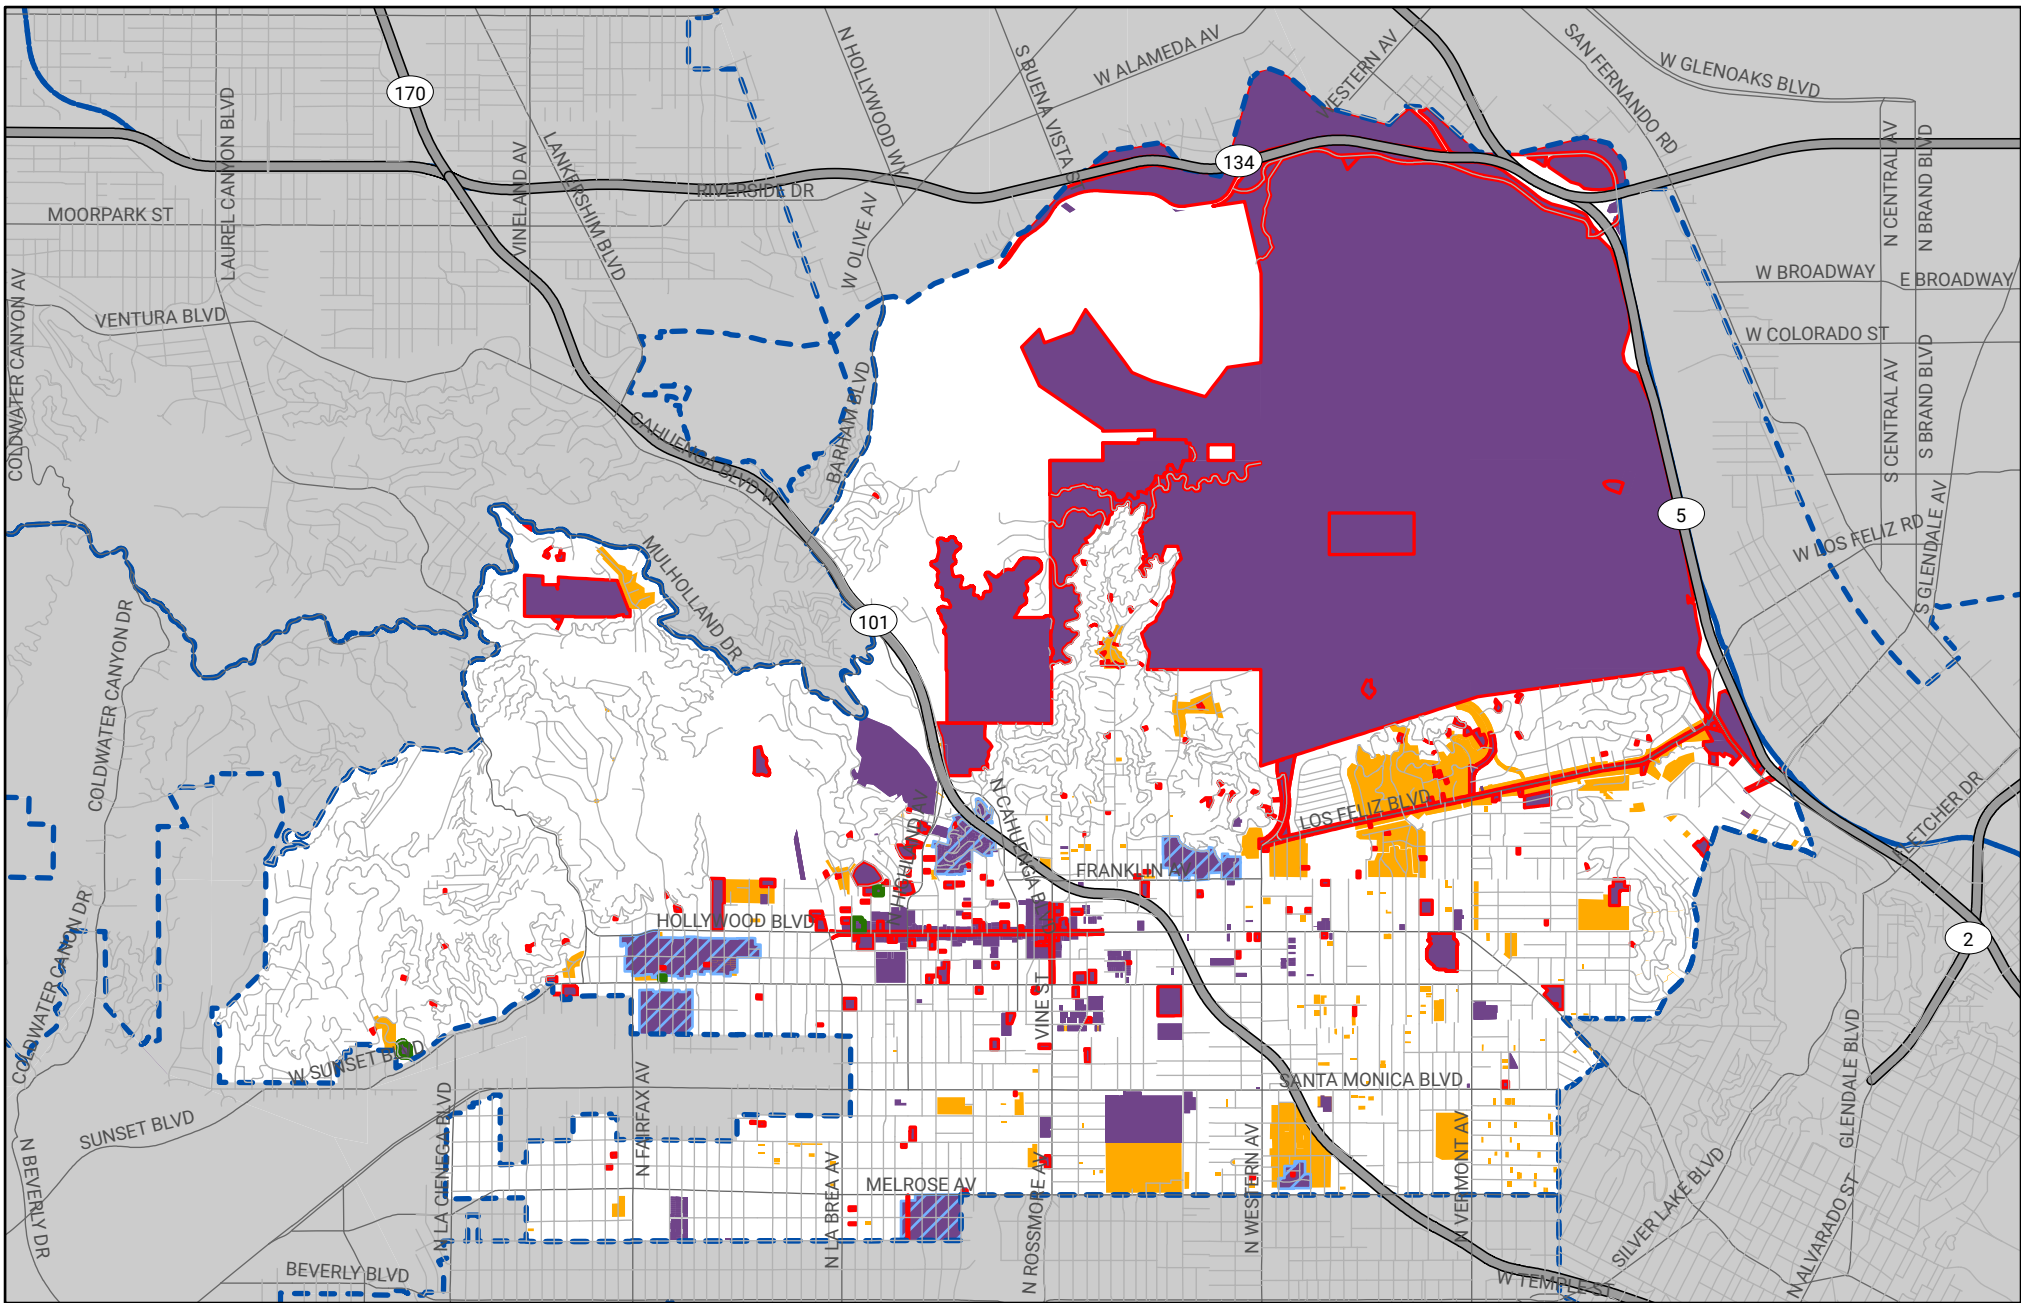 170
134
5
101
2
W ALAMEDA AV
N HOLLYWOOD WY
S BUENA VISTA ST
WESTERN AV
SAN FERNANDO RD
W GLENOAKS BLVD
LAUREL CANYON BLVD
VINELAND AV
LANKERSHIM BLVD
RIVERSIDE DR
MOORPARK ST
W OLIVE AV
N CENTRAL AV
N BRAND BLVD
W BROADWAY
E BROADWAY
COLDWATER CANYON AV
VENTURA BLVD
W COLORADO ST
S CENTRAL AV
S BRAND BLVD
BARHAM BLVD
CAHUENGA BLVD W
W LOS FELIZ RD
S GLENDALE AV
MULHOLLAND DR
COLDWATER CANYON DR
N HIGHLAND AV
N CAHUENGA BLVD
LOS FELIZ BLVD
FLETCHER DR
FRANKLIN AV
HOLLYWOOD BLVD
COLDWATER CANON DR
VINE ST
W SUNSET BLVD
SANTA MONICA BLVD
GLENDALE BLVD
SUNSET BLVD
N LA CIENEGA BLVD
N FAIRFAX AV
N LA BREA AV
MELROSE AV
N ROSSMORE AV
N WESTERN AV
N VERMONT AV
SILVER LAKE BLVD
N ALVARADO ST
N BEVERLY DR
BEVERLY BLVD
W TEMPLE ST